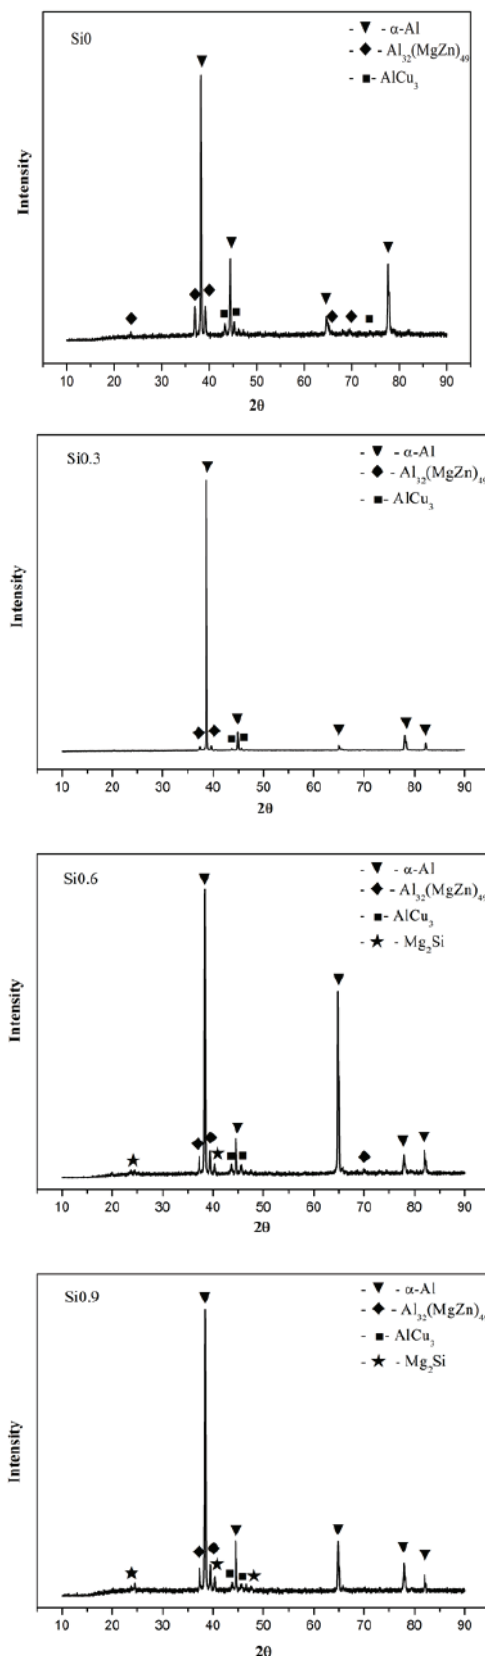 Si0
- ▼ - α-Al
- ◆ - Al₃₂(MgZn)₄₉
- ■ - AlCu₃
Intensity
10 20 30 40 50 60 70 80 90
2θ
Si0.3
- ▼ - α-Al
- ◆ - Al₃₂(MgZn)₄₉
- ■ - AlCu₃
Intensity
10 20 30 40 50 60 70 80 90
2θ
Si0.6
- ▼ - α-Al
- ◆ - Al₃₂(MgZn)₄₉
- ■ - AlCu₃
- ★ - Mg₂Si
Intensity
10 20 30 40 50 60 70 80 90
2θ
Si0.9
- ▼ - α-Al
- ◆ - Al₃₂(MgZn)₄
- ■ - AlCu₃
- ★ - Mg₂Si
Intensity
10 20 30 40 50 60 70 80 90
2θ